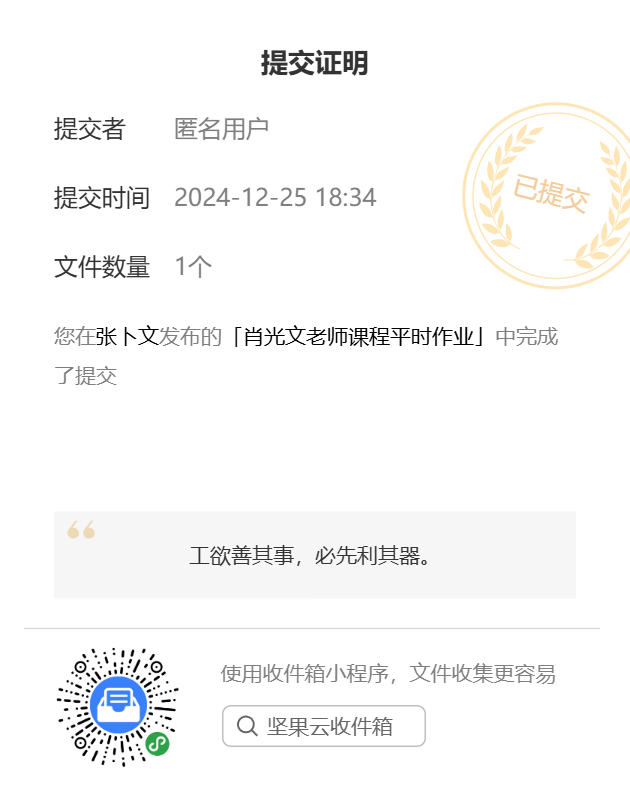 提交证明
提交者 匿名用户
提交时间 2024-12-25 18:34
文件数量 1个
已提交
您在张卜文发布的「肖光文老师课程平时作业」中完成
了提交
工欲善其事，必先利其器。
使用收件箱小程序，文件收集更容易
坚果云收件箱